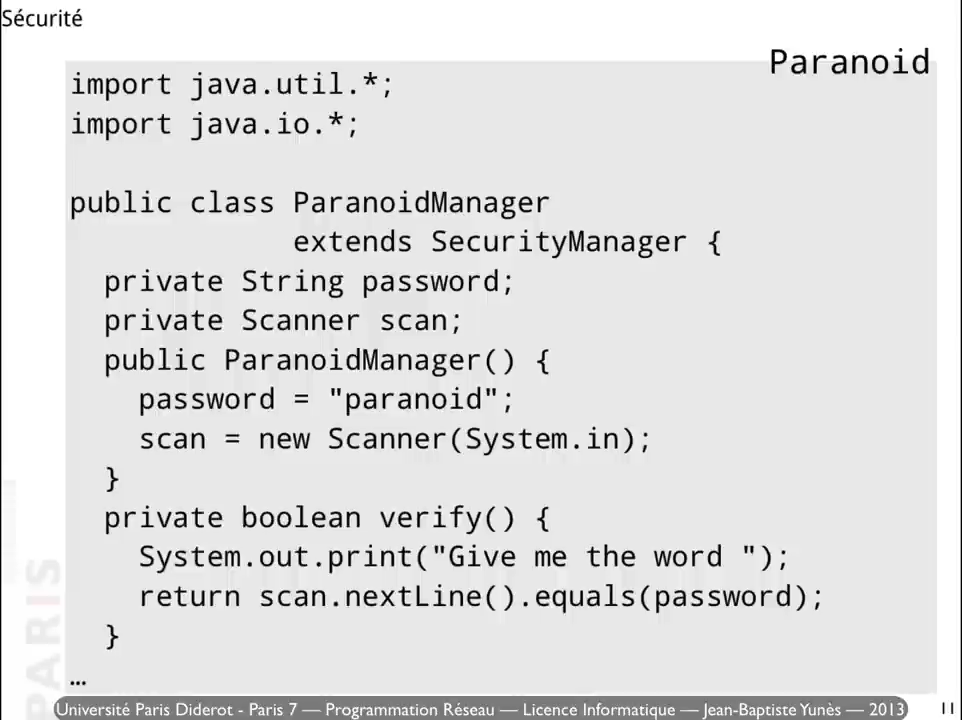 Sécurité
Paranoid
import java.util.*;
import java.io.*;
public class ParanoidManager
extends SecurityManager {
private String password;
private Scanner scan;
public ParanoidManager() {
password = "paranoid";
scan = new Scanner(System.in);
}
private boolean verify() {
System.out.print("Give me the word ");
return scan.nextLine().equals(password);
}
…
PARIS
Université Paris Diderot - Paris 7 — Programmation Réseau — Licence Informatique — Jean-Baptiste Yunès — 2013
11